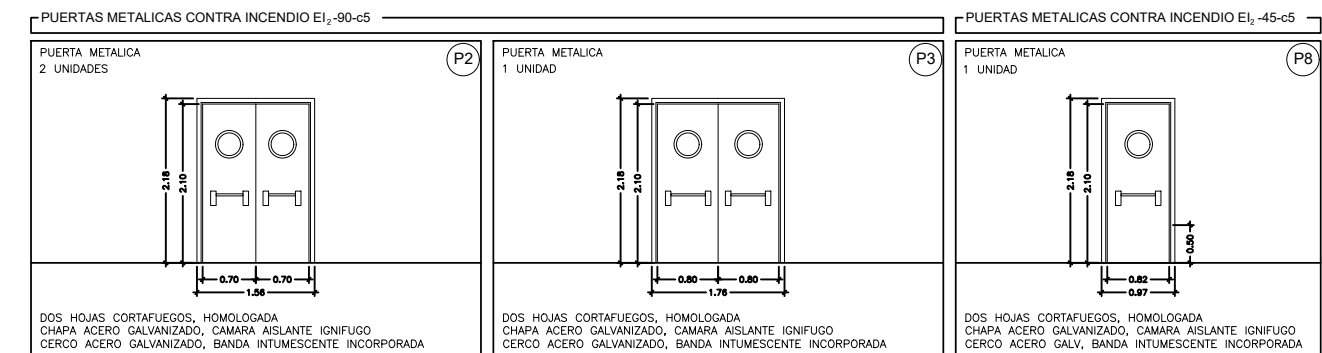 PUERTAS METALICAS CONTRA INCENDIO EI₂-90-c5
PUERTA METALICA
2 UNIDADES
P2
2.18
2.10
0.70
0.70
1.56
DOS HOJAS CORTAFUEGOS, HOMOLOGADA
CHAPA ACERO GALVANIZADO, CAMARA AISLANTE IGNIFUGO
CERCO ACERO GALVANIZADO, BANDA INTUMESCENTE INCORPORADA
PUERTA METALICA
1 UNIDAD
P3
2.18
2.10
0.80
0.80
1.76
DOS HOJAS CORTAFUEGOS, HOMOLOGADA
CHAPA ACERO GALVANIZADO, CAMARA AISLANTE IGNIFUGO
CERCO ACERO GALVANIZADO, BANDA INTUMESCENTE INCORPORADA
PUERTAS METALICAS CONTRA INCENDIO EI₂ -45-c5
PUERTA METALICA
1 UNIDAD
P8
2.18
2.10
0.50
0.82
0.97
DOS HOJAS CORTAFUEGOS, HOMOLOGADA
CHAPA ACERO GALVANIZADO, CAMARA AISLANTE IGNIFUGO
CERCO ACERO GALV, BANDA INTUMESCENTE INCORPORADA